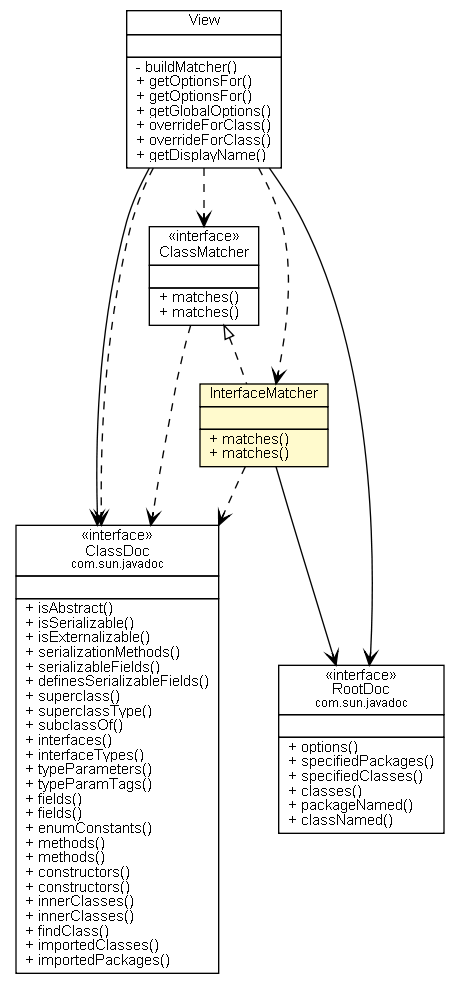 View
- buildMatcher()
+ getOptionsFor()
+ getOptionsFor()
+ getGlobalOptions()
+ overrideForClass()
+ overrideForClass()
+ getDisplayName()
«interface»
ClassMatcher
+ matches()
+ matches()
InterfaceMatcher
+ matches()
+ matches()
«interface»
ClassDoc
com.sun.javadoc
+ isAbstract()
+ isSerializable()
+ isExternalizable()
+ serializationMethods()
+ serializableFields()
+ definesSerializableFields()
+ superclass()
+ superclassType()
+ subclassOf()
+ interfaces()
+ interfaceTypes()
+ typeParameters()
+ typeParamTags()
+ fields()
+ fields()
+ enumConstants()
+ methods()
+ methods()
+ constructors()
+ constructors()
+ innerClasses()
+ innerClasses()
+ findClass()
+ importedClasses()
+ importedPackages()
«interface»
RootDoc
com.sun.javadoc
+ options()
+ specifiedPackages()
+ specifiedClasses()
+ classes()
+ packageNamed()
+ classNamed()